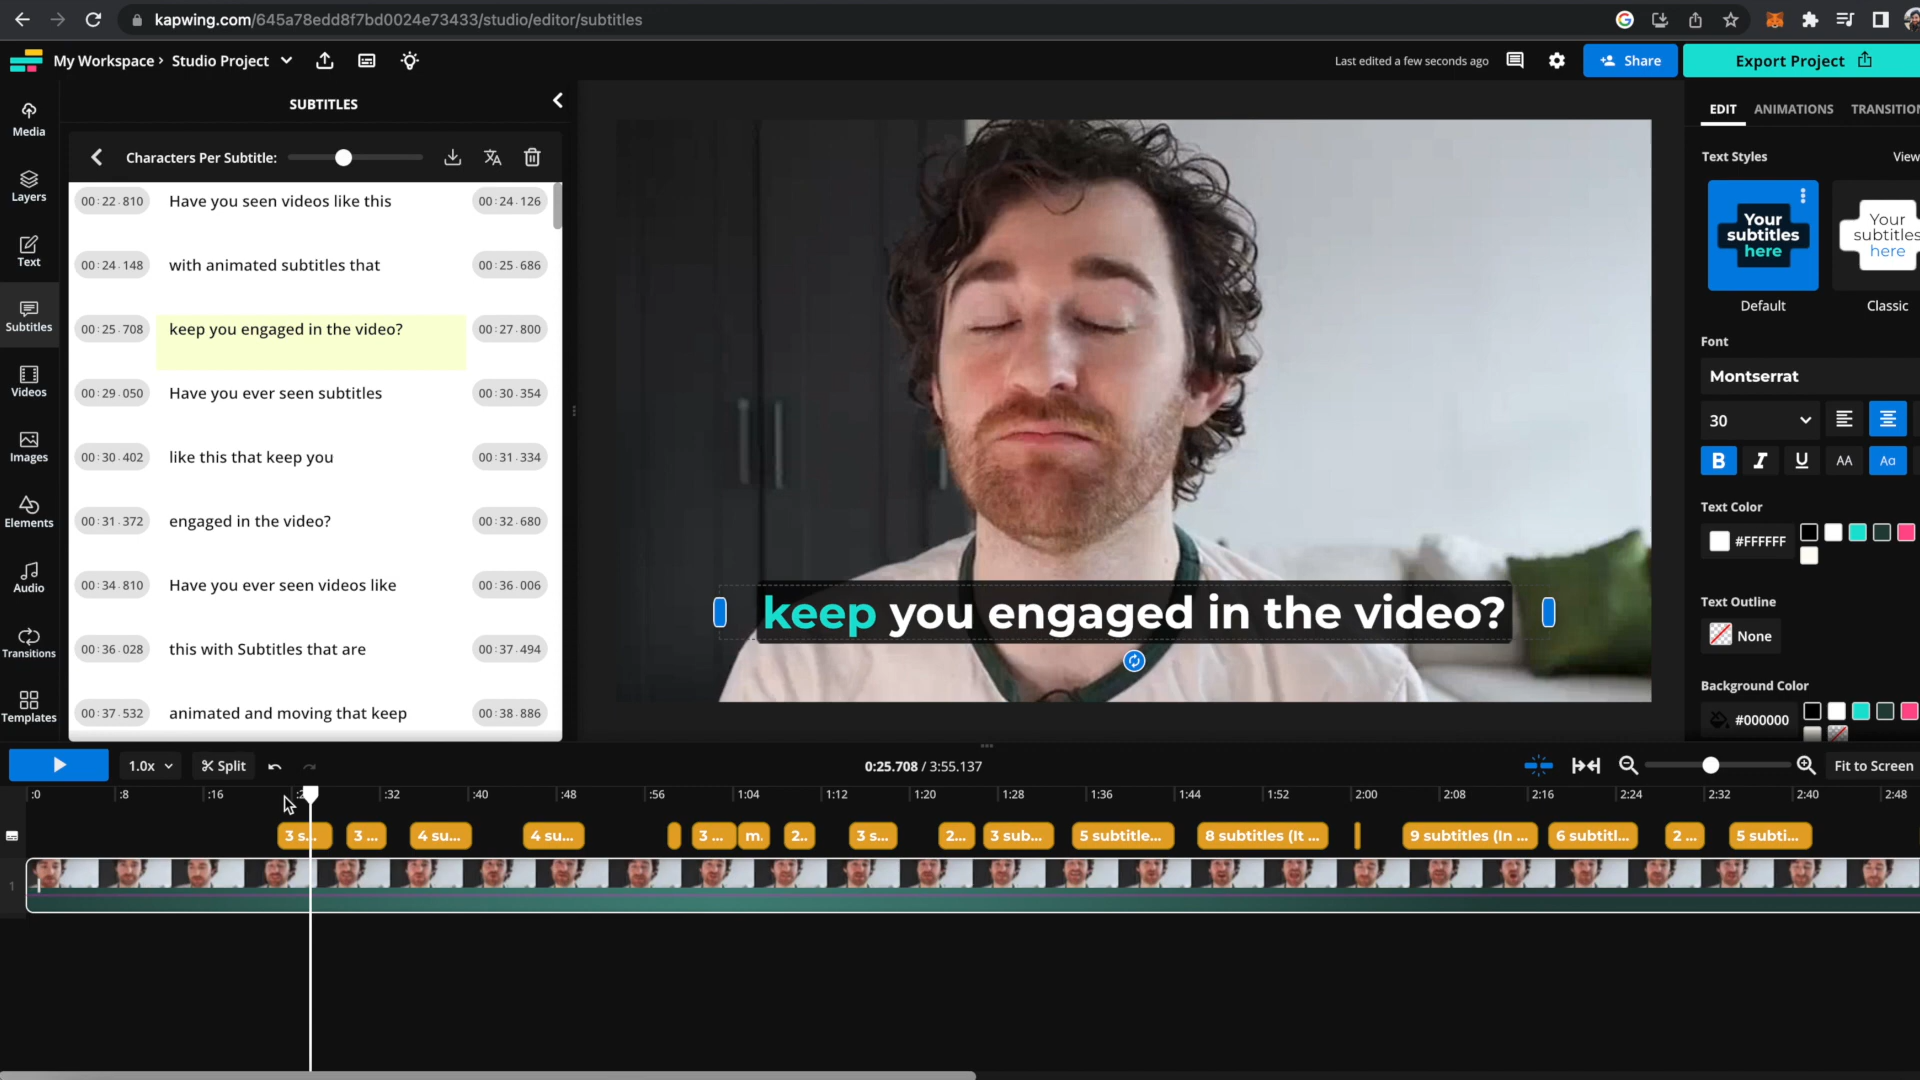 kapwing.com/645a78edd8f7bd0024e73433/studio/editor/subtitles
My Workspace › Studio Project
Last edited a few seconds ago
Share
Export Project
Media
Layers
Text
Subtitles
Videos
Images
Elements
Audio
Transitions
Templates
SUBTITLES
Characters Per Subtitle:
00:22.810 Have you seen videos like this 00:24.126
00:24.148 with animated subtitles that 00:25.686
00:25.708 keep you engaged in the video? 00:27.800
00:29.050 Have you ever seen subtitles 00:30.354
00:30.402 like this that keep you 00:31.334
00:31.372 engaged in the video? 00:32.680
00:34.810 Have you ever seen videos like 00:36.006
00:36.028 this with Subtitles that are 00:37.494
00:37.532 animated and moving that keep 00:38.886
keep you engaged in the video?
EDIT ANIMATIONS TRANSITION
Text Styles View
Your
subtitles
here
Default
Your
subtitles
here
Classic
Font
Montserrat
30
B I U AA Aa
Text Color
#FFFFFF
Text Outline
None
Background Color
#000000
1.0x Split 0:25.708 / 3:55.137 Fit to Screen
:0 :8 :16 :2 :32 :40 :48 :56 1:04 1:12 1:20 1:28 1:36 1:44 1:52 2:00 2:08 2:16 2:24 2:32 2:40 2:48
3 s... 3 ... 4 su... 4 su... 3 ... m. 2.. 3 s... 2... 3 sub... 5 subtitle... 8 subtitles (It ... 9 subtitles (In ... 6 subtitl... 2 ... 5 subti...
1